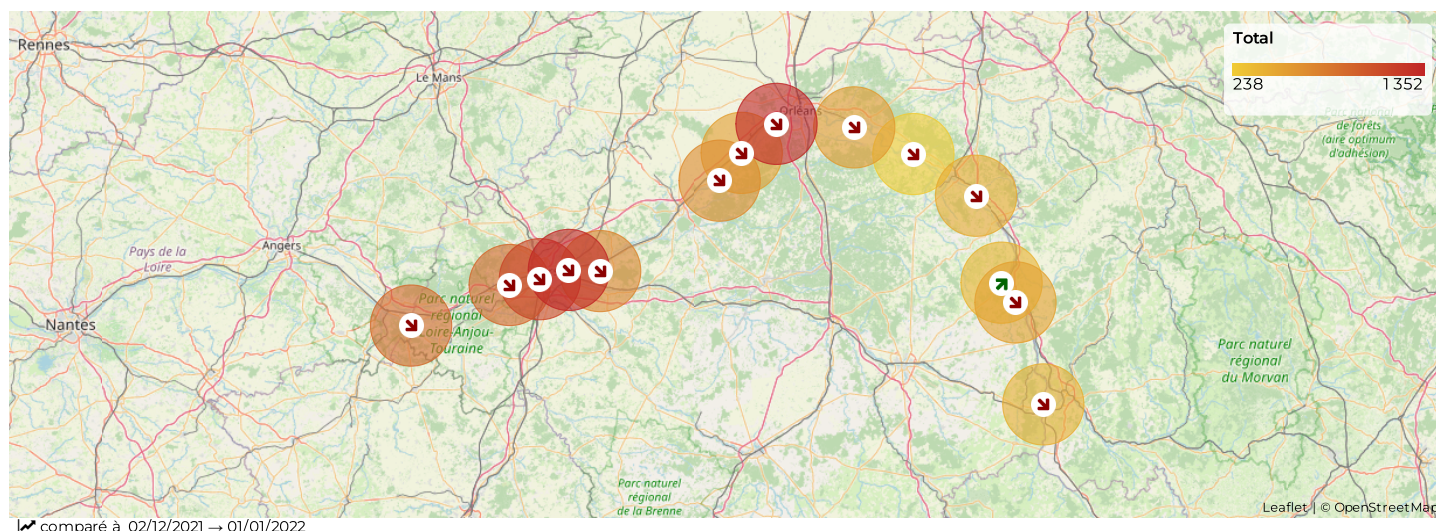 Rennes
Le Mans
Total
238
1 352
Orléans
de forêts
(aire optimum
d'adhésion)
Pays de la
Loire
Angers
Parc naturel
régional
Loire-Anjou-
Touraine
Nantes
Parc naturel
régional
du Morvan
Parc naturel
régional
de la Brenne
Leaflet | © OpenStreetMap
comparé à 02/12/2021 → 01/01/2022